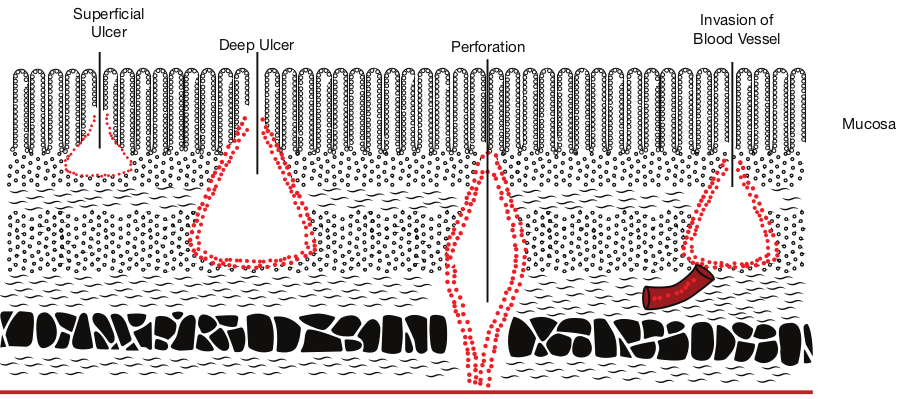 Superficial
Ulcer
Deep Ulcer
Perforation
Invasion of
Blood Vessel
Mucosa